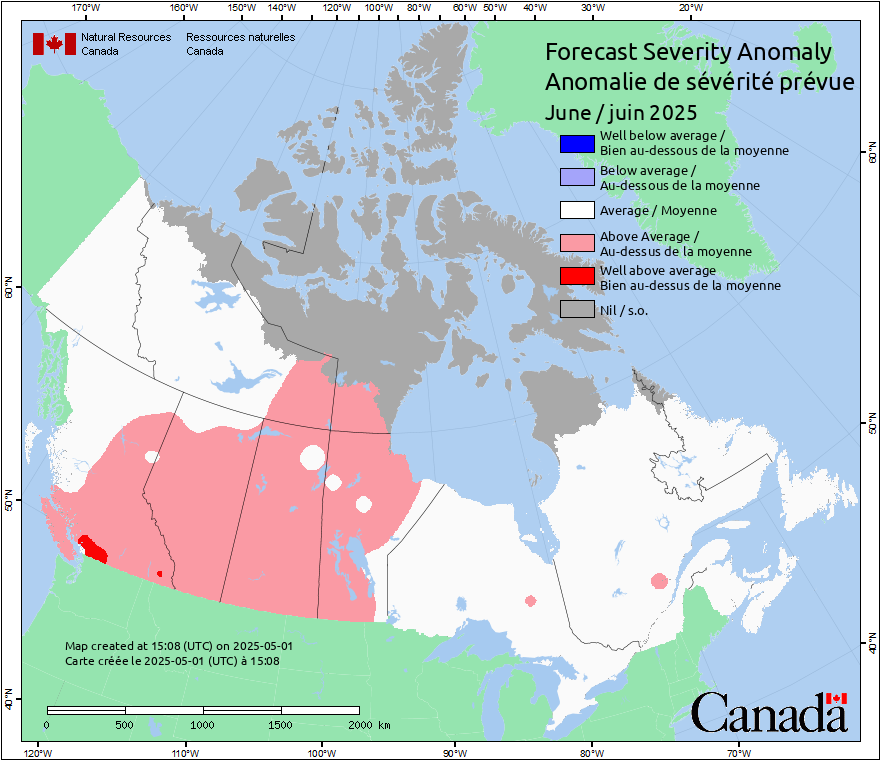 170°W 160°W 150°W 140°W 130°W 120°W 110°W 100°W 90°W 80°W 70°W 60°W 50°W 40°W 30°W 20°W
Natural Resources Ressources naturelles
Canada Canada
Forecast Severity Anomaly
Anomalie de sévérité prévue
June / juin 2025
Well below average /
Bien au-dessous de la moyenne
Below average /
Au-dessous de la moyenne
Average / Moyenne
Above Average /
Au-dessus de la moyenne
Well above average
Bien au-dessus de la moyenne
Nil / s.o.
60°N
60°N
50°N
50°N
40°N
40°N
Map created at 15:08 (UTC) on 2025-05-01
Carte créée le 2025-05-01 (UTC) à 15:08
0 500 1000 1500 2000 km
Canada
120°W 110°W 100°W 90°W 80°W 70°W